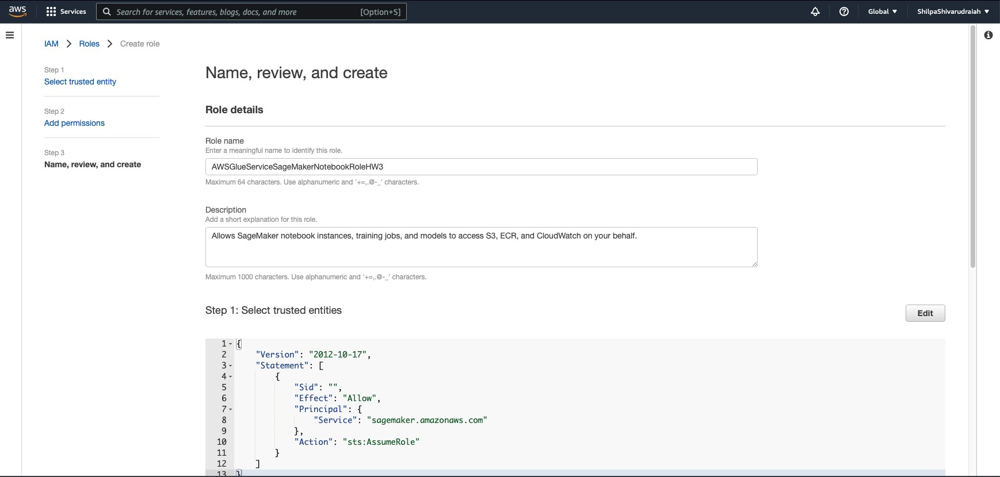 aws Services Search for services, features, blogs, docs, and more [Option+S] Global ▼ ShilpaShivarudraiah ▼
IAM > Roles > Create role
Step 1
Select trusted entity
Step 2
Add permissions
Step 3
Name, review, and create
Name, review, and create
Role details
Role name
Enter a meaningful name to identify this role.
AWSGlueServiceSageMakerNotebookRoleHW3
Maximum 64 characters. Use alphanumeric and '+=,.@-_' characters.
Description
Add a short explanation for this role.
Allows SageMaker notebook instances, training jobs, and models to access S3, ECR, and CloudWatch on your behalf.
Maximum 1000 characters. Use alphanumeric and '+=,.@-_' characters.
Step 1: Select trusted entities
Edit
1 {
2 "Version": "2012-10-17",
3 "Statement": [
4 {
5 "Sid": "",
6 "Effect": "Allow",
7 "Principal": {
8 "Service": "sagemaker.amazonaws.com"
9 },
10 "Action": "sts:AssumeRole"
11 }
12 ]
13 }